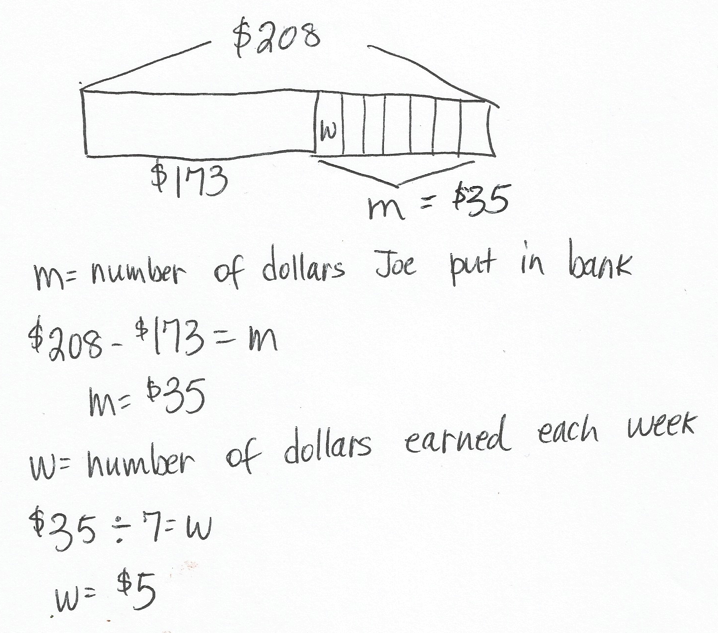 $208
W
$173
m = $35
m= number of dollars Joe put in bank
$208 - $173 = m
m= $35
W= number of dollars earned each week
$35 ÷ 7 = W
W= $5